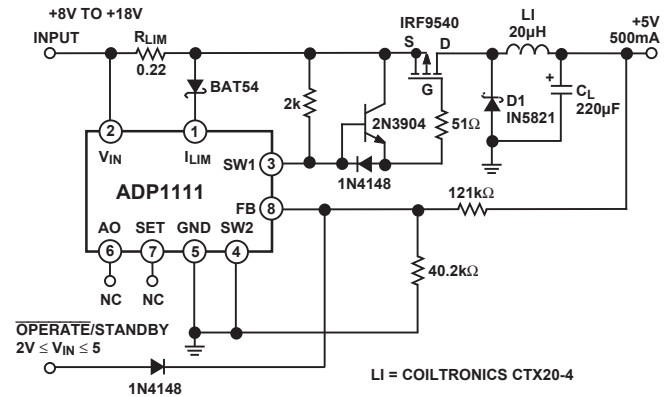 +8V TO +18V
INPUT
RLIM
0.22
BAT54
IRF9540
S
D
G
LI
20µH
+5V
500mA
2k
2N3904
51Ω
D1
IN5821
+
CL
220µF
2
1
VIN
ILIM
SW1
3
1N4148
ADP1111
FB
8
121kΩ
AO
SET
GND
SW2
6
7
5
4
40.2kΩ
NC
NC
OPERATE/STANDBY
2V ≤ VIN ≤ 5
1N4148
LI = COILTRONICS CTX20-4